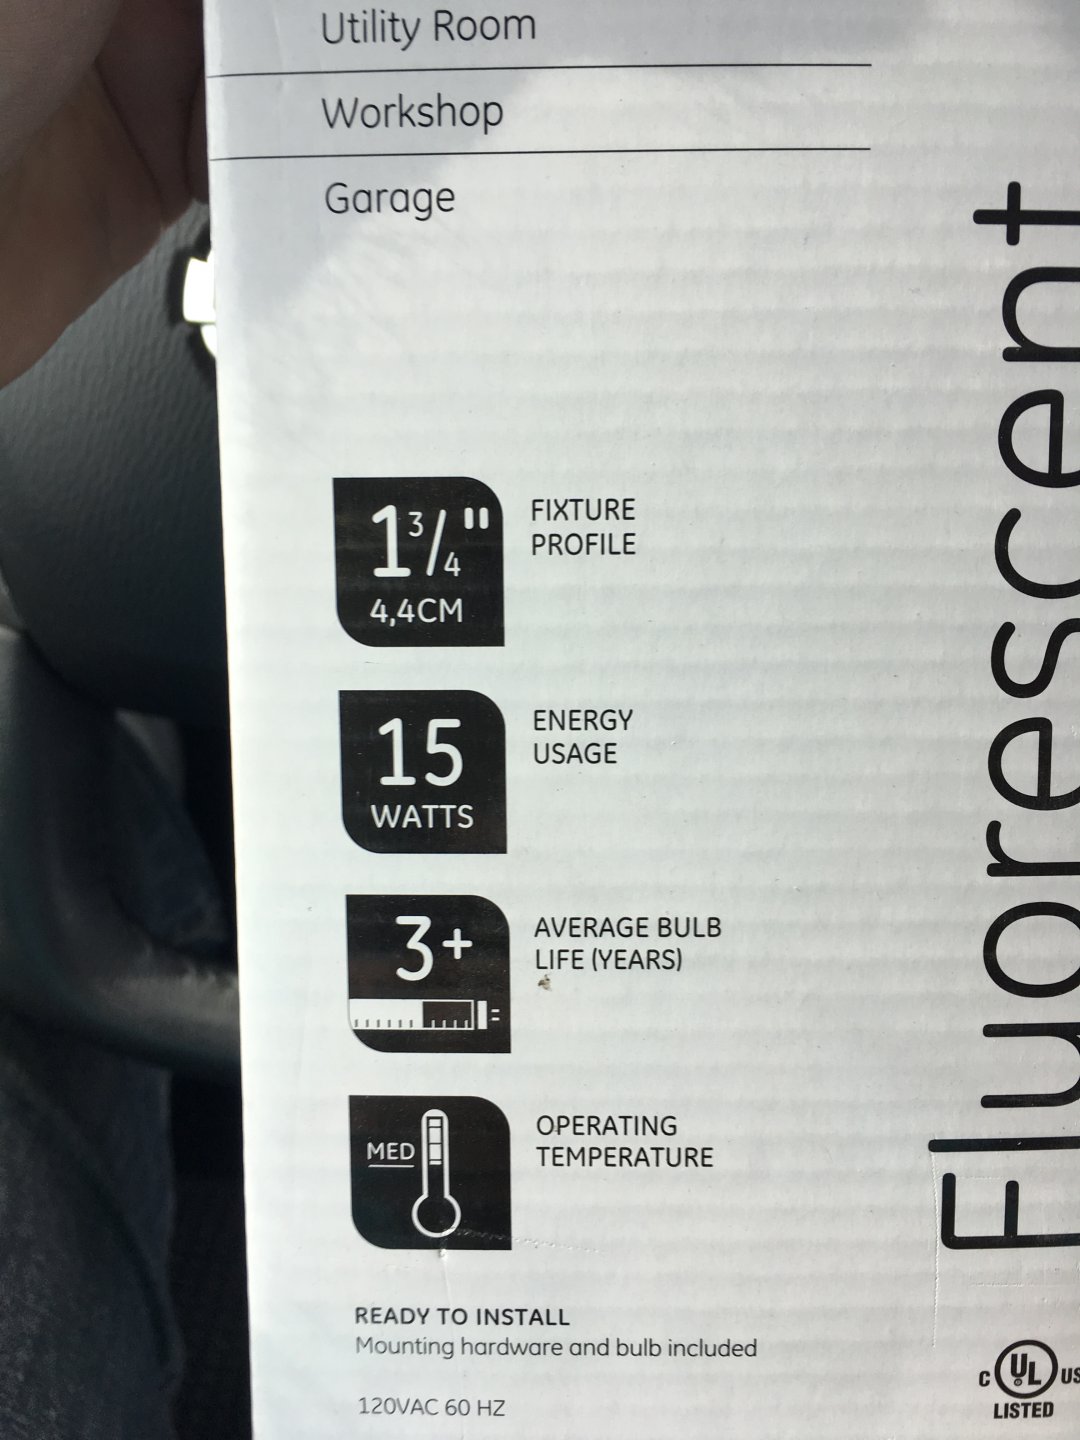 Utility Room
Workshop
Garage
1 3/4"
4,4CM
FIXTURE
PROFILE
15
WATTS
ENERGY
USAGE
3+
AVERAGE BULB
LIFE (YEARS)
MED
OPERATING
TEMPERATURE
READY TO INSTALL
Mounting hardware and bulb included
120VAC 60 HZ
Fluorescent
C UL US
LISTED